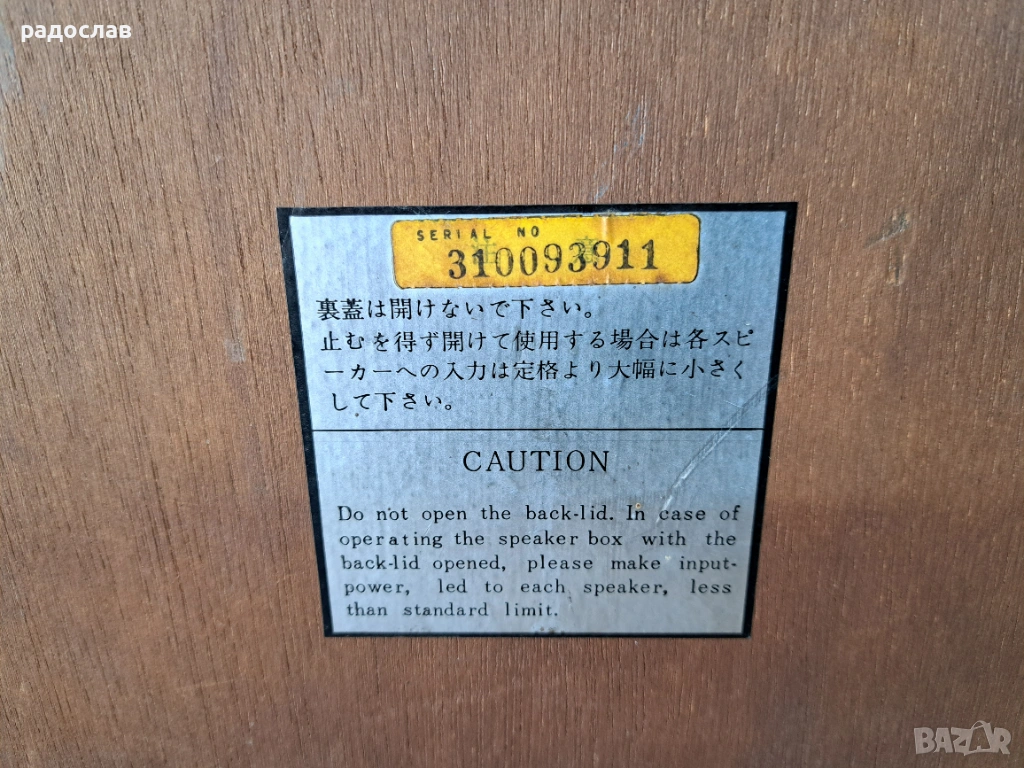 радослав
SERIAL NO
310093911
裏蓋は開けないで下さい。
止むを得ず開けて使用する場合は各スピ
ーカーへの入力は定格より大幅に小さく
して下さい。
CAUTION
Do not open the back-lid. In case of
operating the speaker box with the
back-lid opened, please make input-
power, led to each speaker, less
than standard limit.
BAZAR